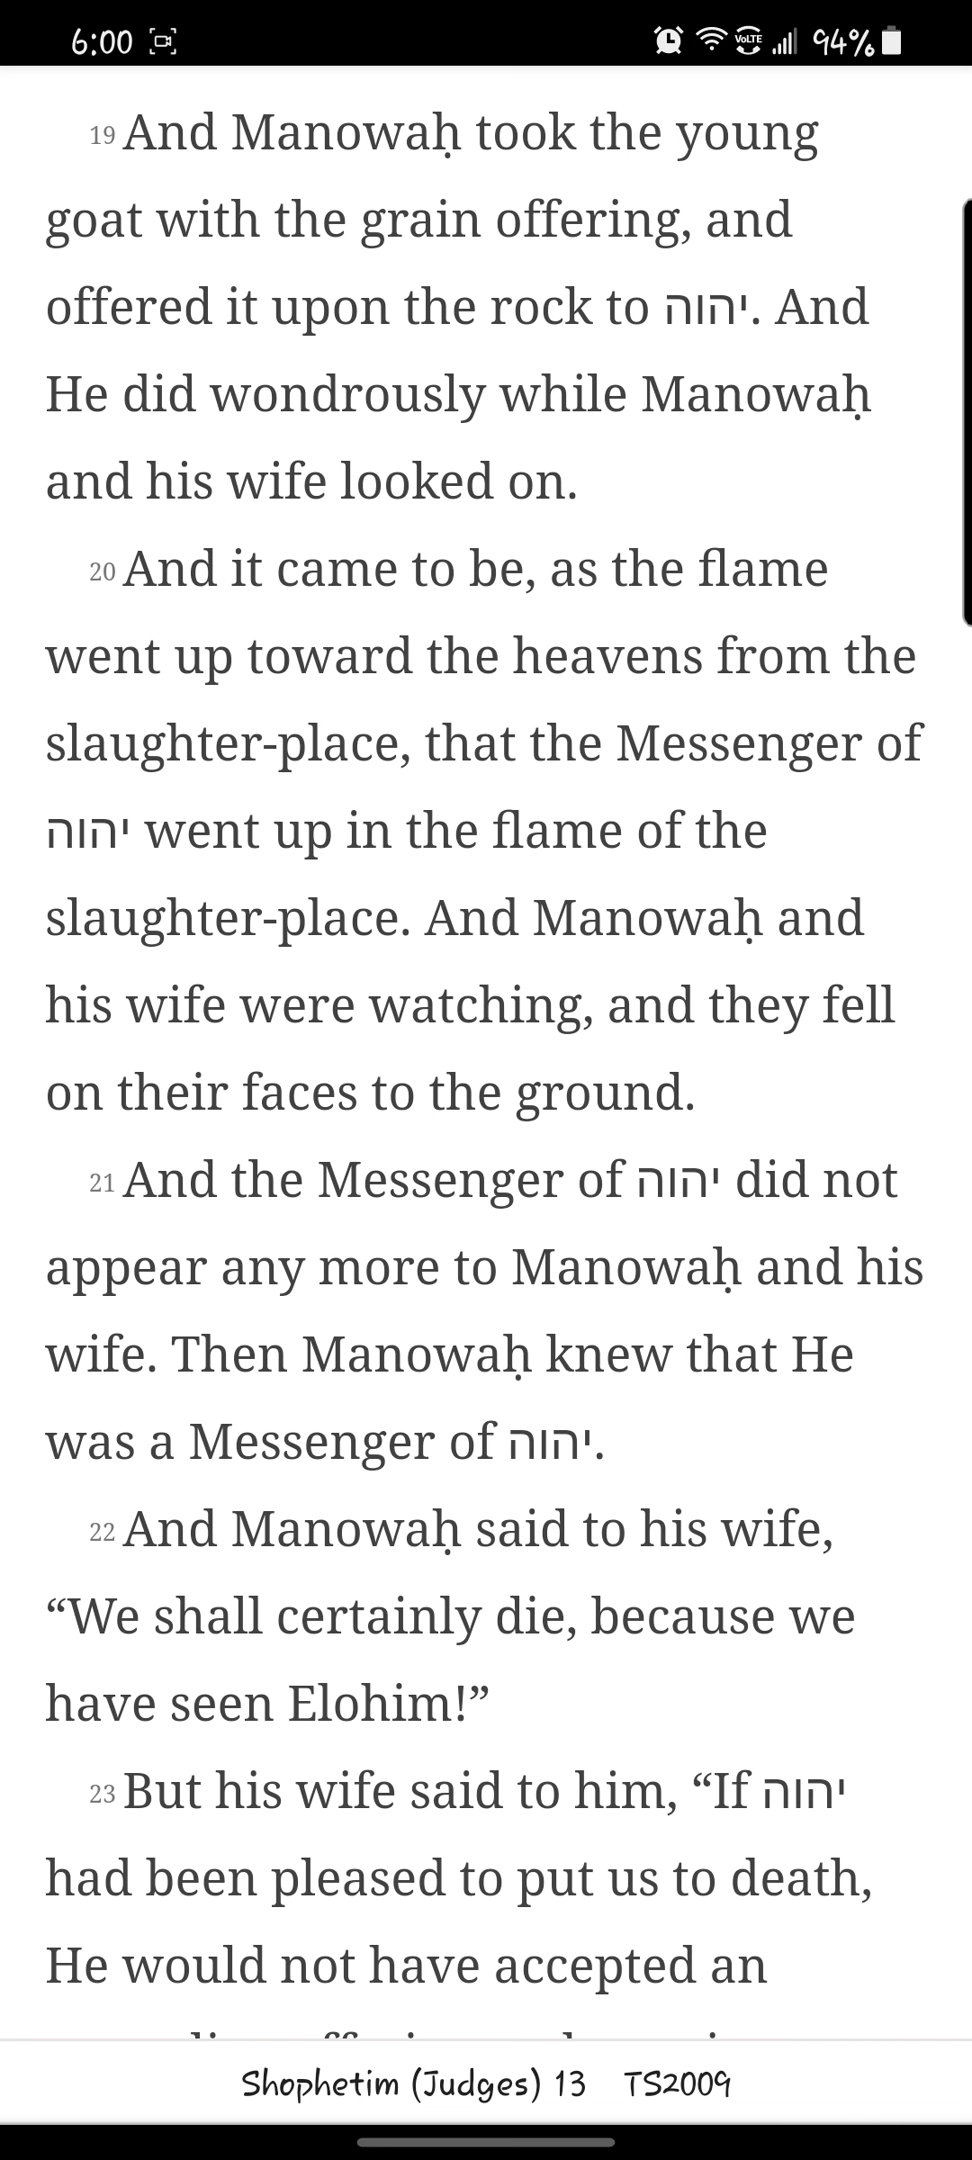 6:00 VoLTE 94%
19 And Manowaḥ took the young
goat with the grain offering, and
offered it upon the rock to יהוה. And
He did wondrously while Manowaḥ
and his wife looked on.
20 And it came to be, as the flame
went up toward the heavens from the
slaughter-place, that the Messenger of
יהוה went up in the flame of the
slaughter-place. And Manowaḥ and
his wife were watching, and they fell
on their faces to the ground.
21 And the Messenger of יהוה did not
appear any more to Manowaḥ and his
wife. Then Manowaḥ knew that He
was a Messenger of יהוה.
22 And Manowaḥ said to his wife,
“We shall certainly die, because we
have seen Elohim!”
23 But his wife said to him, “If יהוה
had been pleased to put us to death,
He would not have accepted an
Shophetim (Judges) 13 TS2009